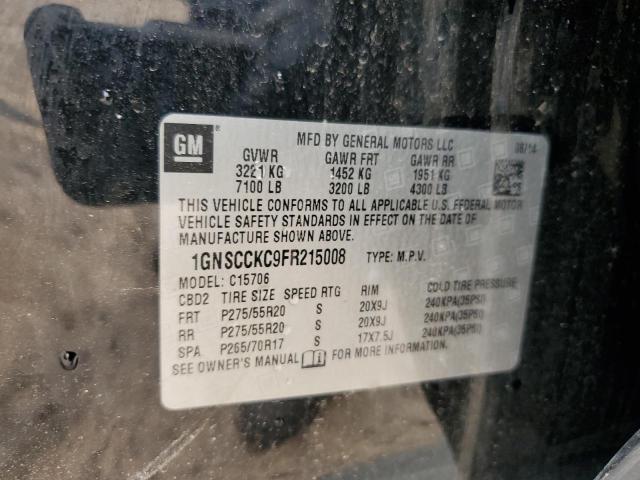 GM ® MFD BY GENERAL MOTORS LLC 08/14
GVWR GAWR FRT GAWR RR
3221 KG 1452 KG 1951 KG
7100 LB 3200 LB 4300 LB
THIS VEHICLE CONFORMS TO ALL APPLICABLE U.S. FEDERAL MOTOR
VEHICLE SAFETY STANDARDS IN EFFECT ON THE DATE OF
MANUFACTURE SHOWN ABOVE.
1GNSCCKC9FR215008 TYPE: M.P.V.
MODEL: C15706
CBD2 TIRE SIZE SPEED RTG RIM COLD TIRE PRESSURE
FRT P275/55R20 S 20X9J 240KPA(35PSI)
RR P275/55R20 S 20X9J 240KPA(35PSI)
SPA P265/70R17 S 17X7.5J 240KPA(35PSI)
SEE OWNER'S MANUAL FOR MORE INFORMATION.